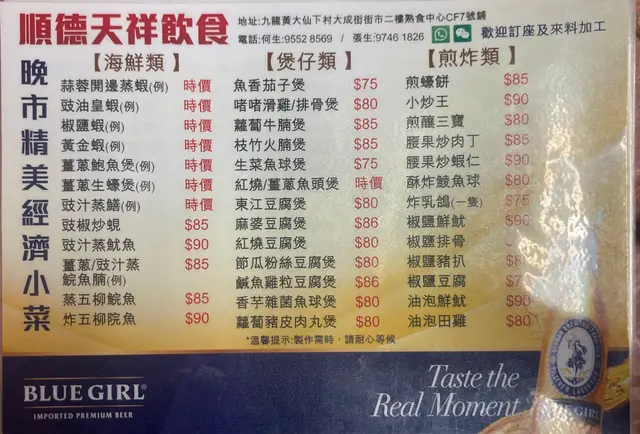 順德天祥飲食
地址:九龍黃大仙下村大成街街市二樓熟食中心CF7號鋪
電話:何生:9552 8569 / 張生:9746 1826 歡迎訂座及來料加工
晚市精美經濟小菜
【海鮮類】
蒜蓉開邊蒸蝦(例) 時價
豉油皇蝦(例) 時價
椒鹽蝦(例) 時價
黃金蝦(例) 時價
薑蔥鮑魚煲(例) 時價
薑蔥生蠔煲(例) 時價
豉汁蒸鱔(例) 時價
豉椒炒蜆 $85
豉汁蒸魷魚 $90
薑蔥/豉汁蒸 $85
鯇魚腩(例)
蒸五柳鯇魚 $85
炸五柳院魚 $90
【煲仔類】
魚香茄子煲 $75
啫啫滑雞/排骨煲 $80
蘿蔔牛腩煲 $85
枝竹火腩煲 $85
生菜魚球煲 $75
紅燒/薑蔥魚頭煲 時價
東江豆腐煲 $80
麻婆豆腐煲 $86
紅燒豆腐煲 $80
節瓜粉絲豆腐煲 $80
鹹魚雞粒豆腐煲 $86
香芋雜菌魚球煲 $80
蘿蔔豬皮肉丸煲 $80
*溫馨提示:製作需時，請耐心等候
【煎炸類】
煎蠔餅 $85
小炒王 $90
煎釀三寶 $80
腰果炒肉丁 $85
腰果炒蝦仁 $90
酥炸鯪魚球 $80
炸乳鴿(一隻) $75
椒鹽鮮魷 $90
椒鹽排骨
椒鹽豬扒
椒鹽豆腐
油泡鮮魷 $90
油泡田雞 $80
BLUE GIRL®
IMPORTED PREMIUM BEER
Taste the
Real Moment